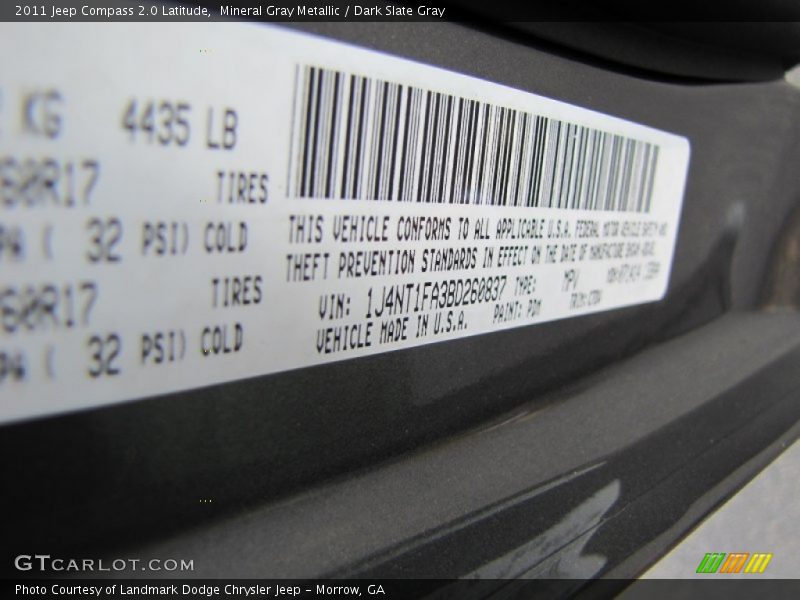 2011 Jeep Compass 2.0 Latitude, Mineral Gray Metallic / Dark Slate Gray
KG 4435 LB
60R17 TIRES
32 PSI) COLD
60R17 TIRES
32 PSI) COLD
THIS VEHICLE CONFORMS TO ALL APPLICABLE U.S.A. FEDERAL MOTOR VEHICLE SAFETY AND
THEFT PREVENTION STANDARDS IN EFFECT ON THE DATE OF MANUFACTURE SHOWN ABOVE.
VIN: 1J4NT1FA3BD260837 TYPE: MPV
VEHICLE MADE IN U.S.A. PAINT: PDM
GTCARLOT.COM
Photo Courtesy of Landmark Dodge Chrysler Jeep - Morrow, GA